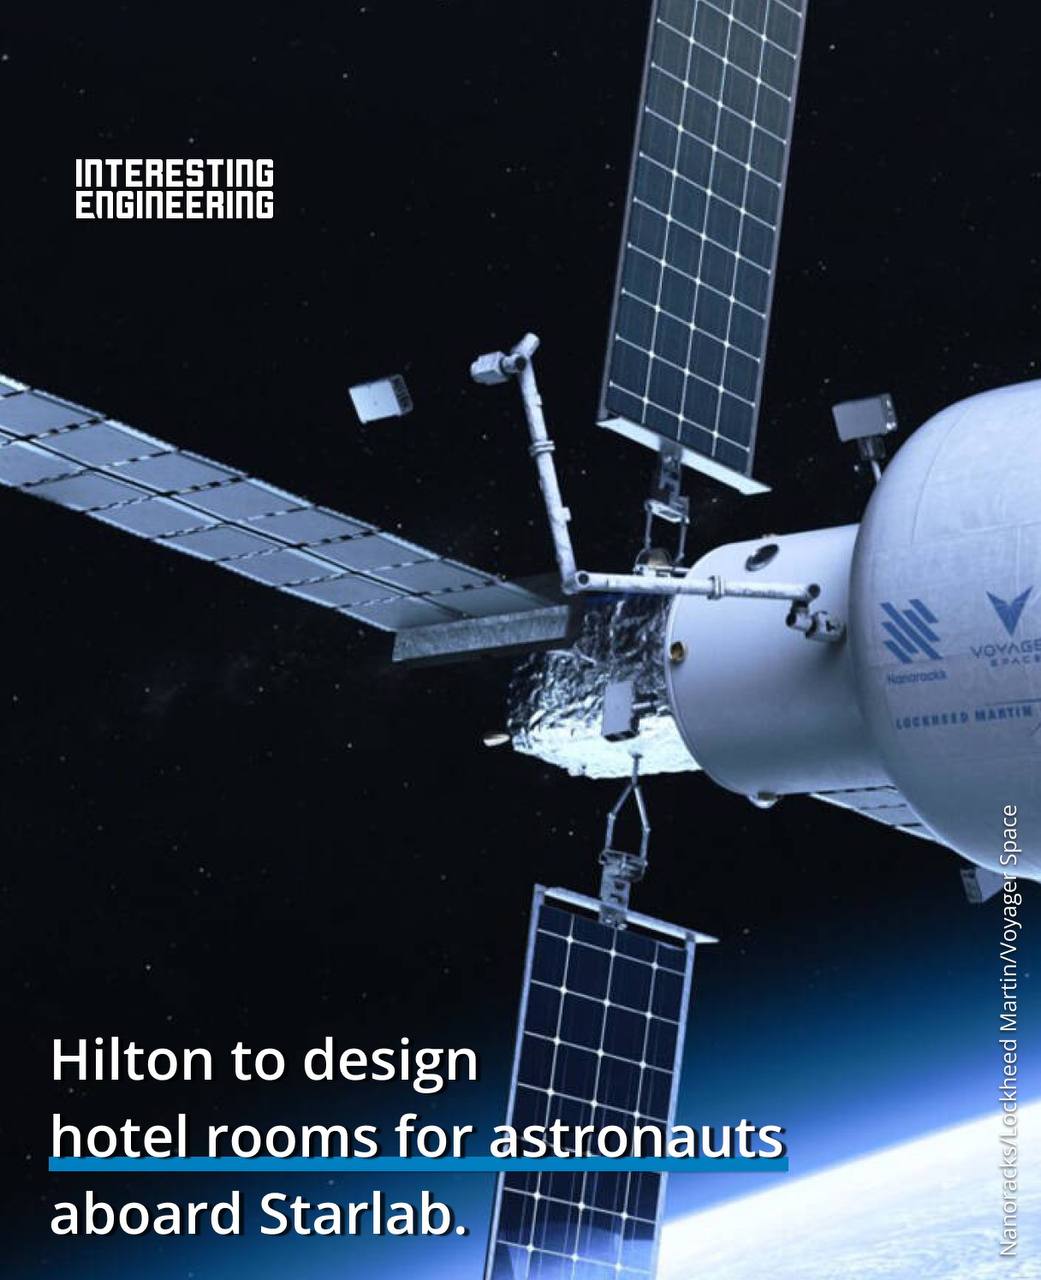 INTERESTING
ENGINEERING
Nanoracks
VOYAGE
SPACE
LOCKHEED MARTIN
Nanoracks/Lockheed Martin/Voyager Space
Hilton to design
hotel rooms for astronauts
aboard Starlab.